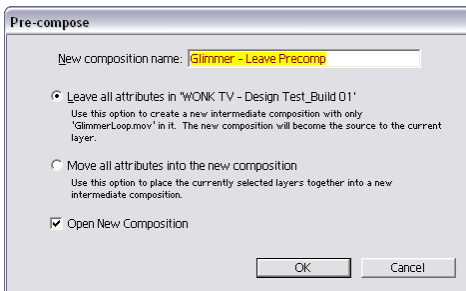 Pre-compose
New composition name: Glimmer - Leave Precomp
Leave all attributes in 'WONK TV - Design Test_Build 01'
Use this option to create a new intermediate composition with only
'GlimmerLoop.mov' in it. The new composition will become the source to the current
layer.
Move all attributes into the new composition
Use this option to place the currently selected layers together into a new
intermediate composition.
Open New Composition
OK Cancel